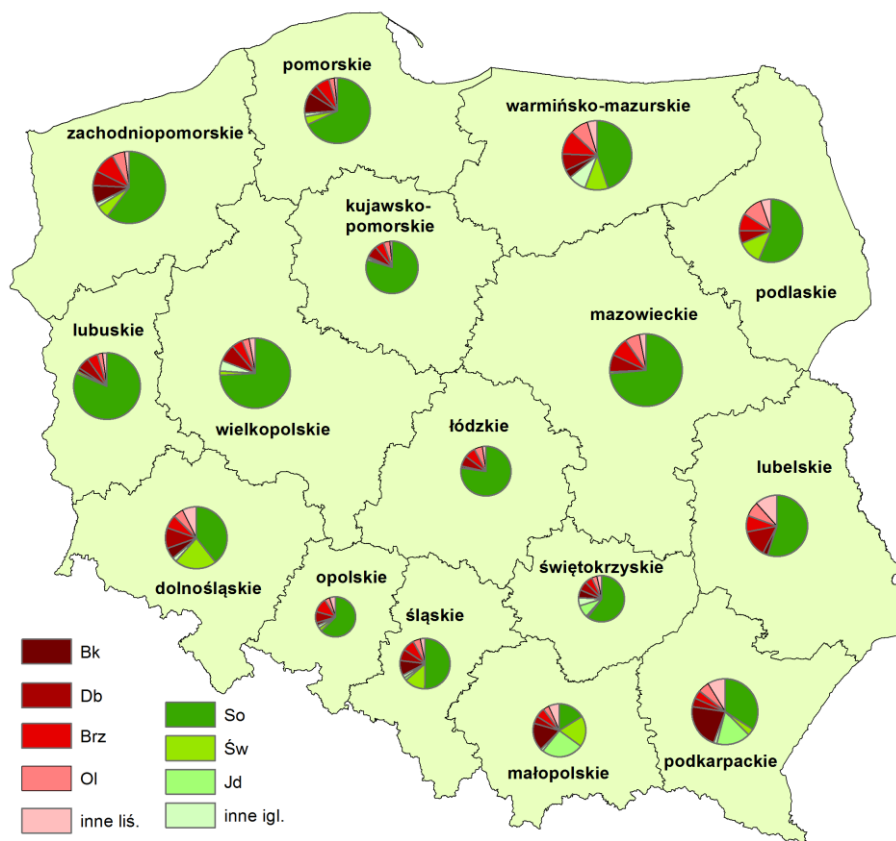 pomorskie
warmińsko-mazurskie
zachodniopomorskie
kujawsko-
pomorskie
podlaskie
mazowieckie
lubuskie
wielkopolskie
łódzkie
lubelskie
dolnośląskie
opolskie
śląskie
świętokrzyskie
małopolskie
podkarpackie
Bk
Db
Brz
Ol
inne liś.
So
Św
Jd
inne igl.